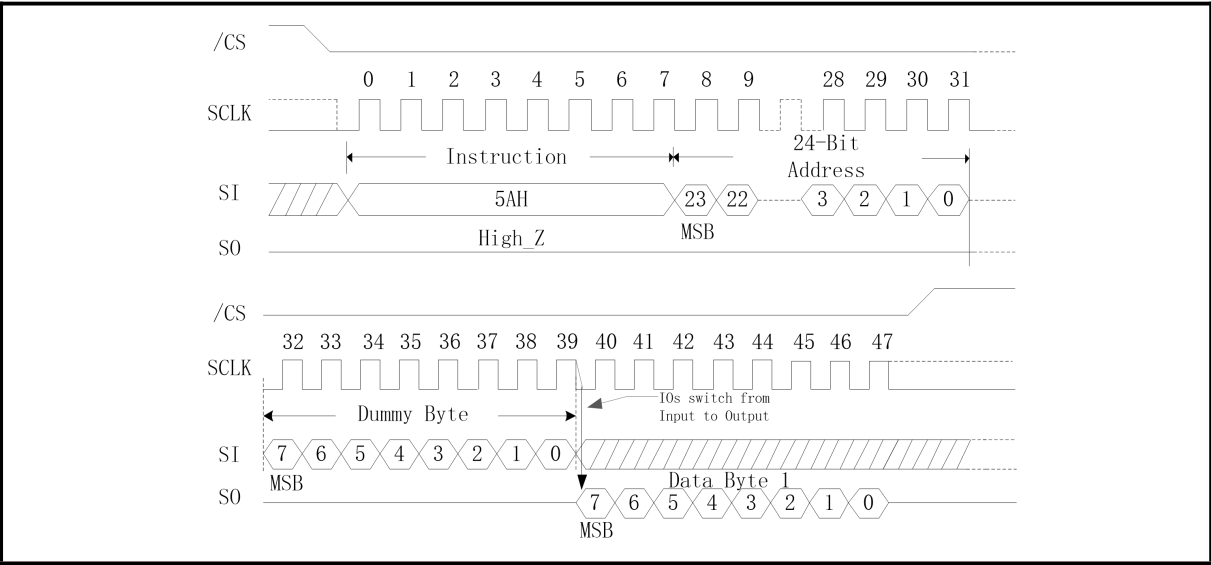 /CS
0 1 2 3 4 5 6 7 8 9 28 29 30 31
SCLK
Instruction
24-Bit
Address
SI
5AH
23 22 3 2 1 0
MSB
High_Z
SO
/CS
32 33 34 35 36 37 38 39 40 41 42 43 44 45 46 47
SCLK
IOs switch from
Input to Output
Dummy Byte
SI
7 6 5 4 3 2 1 0
MSB
Data Byte 1
SO
7 6 5 4 3 2 1 0
MSB